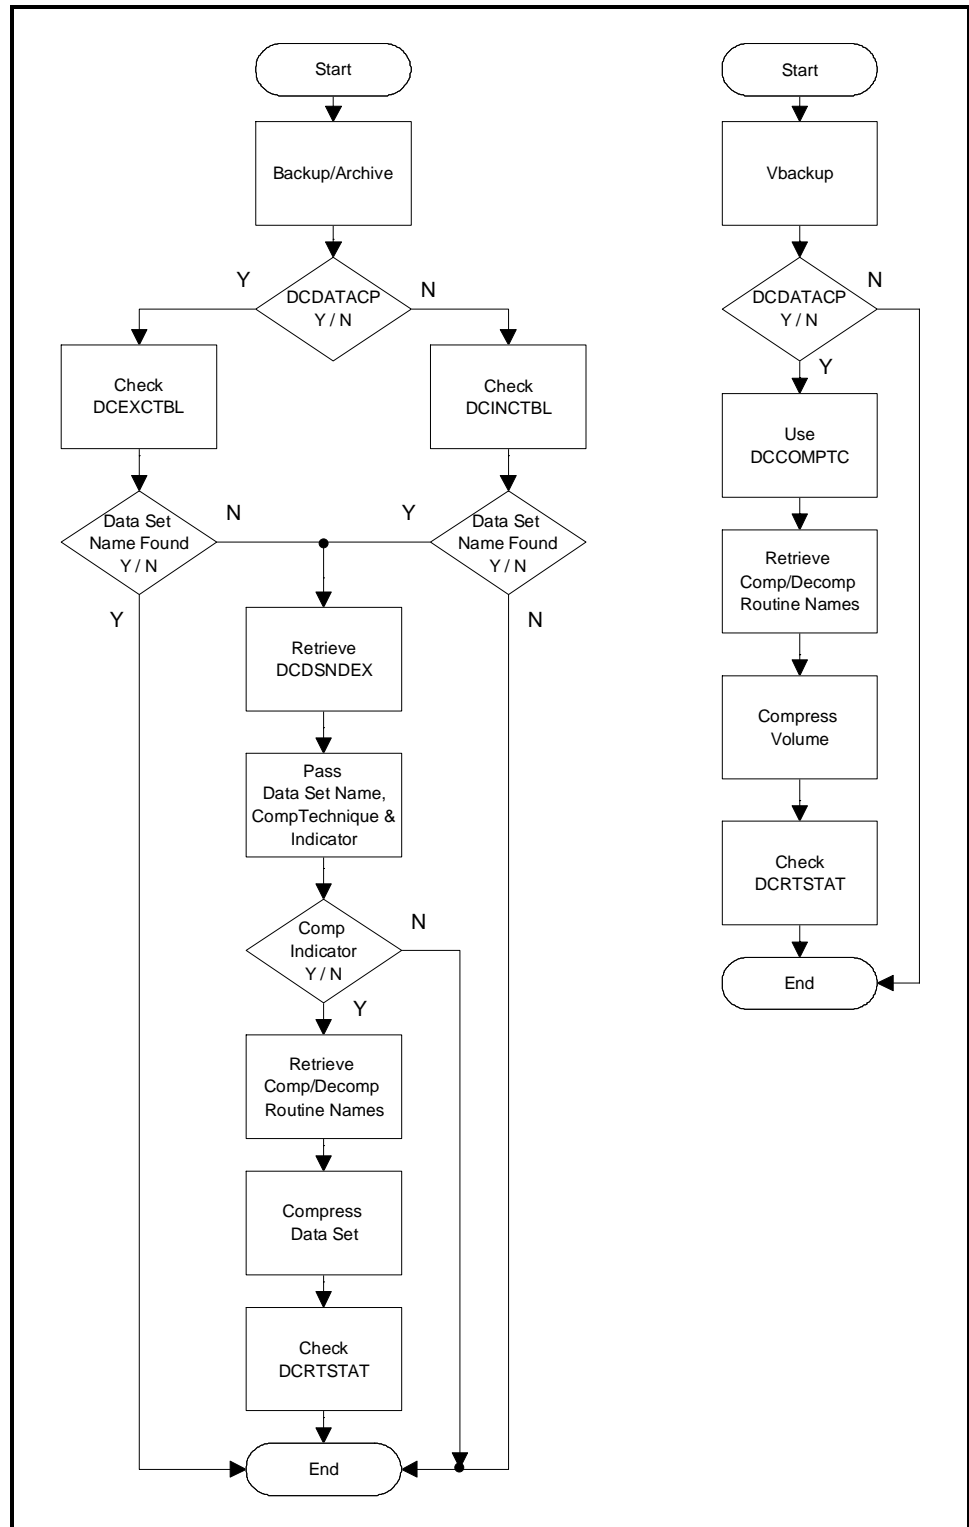 Start
Backup/Archive
Y
N
DCDATACP
Y / N
Check
DCEXCTBL
Check
DCINCTBL
Data Set
Name Found
Y / N
N
Y
Data Set
Name Found
Y / N
Y
N
Retrieve
DCDSNDEX
Pass
Data Set Name,
CompTechnique &
Indicator
Comp
Indicator
Y / N
N
Y
Retrieve
Comp/Decomp
Routine Names
Compress
Data Set
Check
DCRTSTAT
End
Start
Vbackup
DCDATACP
Y / N
N
Y
Use
DCCOMPTC
Retrieve
Comp/Decomp
Routine Names
Compress
Volume
Check
DCRTSTAT
End